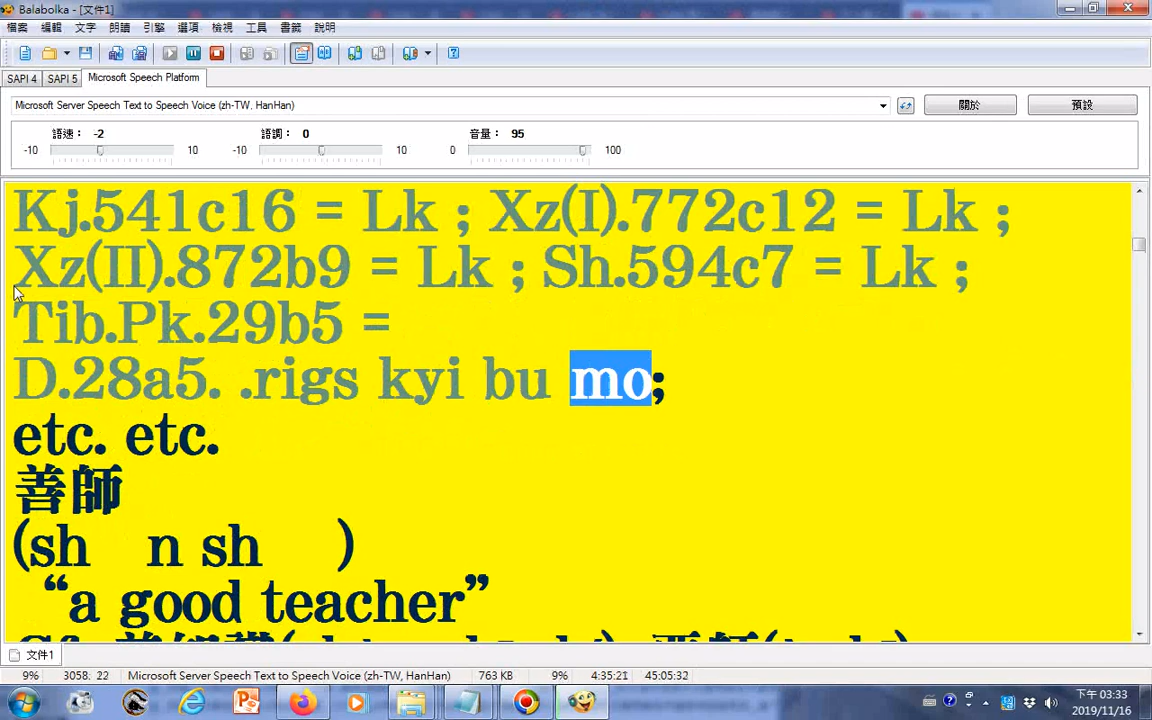 Balabolka - [文件1]
檔案 編輯 文字 朗讀 引擎 選項 檢視 工具 書籤 說明
SAPI 4 SAPI 5 Microsoft Speech Platform
Microsoft Server Speech Text to Speech Voice (zh-TW, HanHan) 關於 預設
語速： -2 語調： 0 音量： 95
-10 10 -10 10 0 100
Kj.541c16 = Lk ; Xz(I).772c12 = Lk ;
Xz(II).872b9 = Lk ; Sh.594c7 = Lk ;
Tib.Pk.29b5 =
D.28a5. .rigs kyi bu mo;
etc. etc.
善師
(sh n sh )
“a good teacher”
文件1
9% 3058: 22 Microsoft Server Speech Text to Speech Voice (zh-TW, HanHan) 763 KB 9% 4:35:21 45:05:32
下午 03:33
2019/11/16